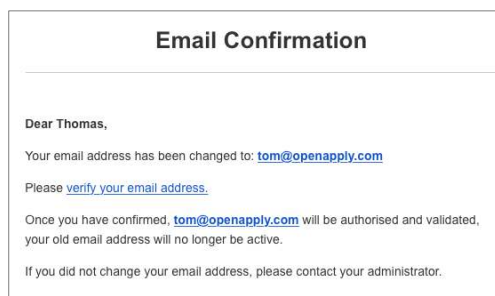 Email Confirmation
Dear Thomas,
Your email address has been changed to: tom@openapply.com
Please verify your email address.
Once you have confirmed, tom@openapply.com will be authorised and validated,
your old email address will no longer be active.
If you did not change your email address, please contact your administrator.